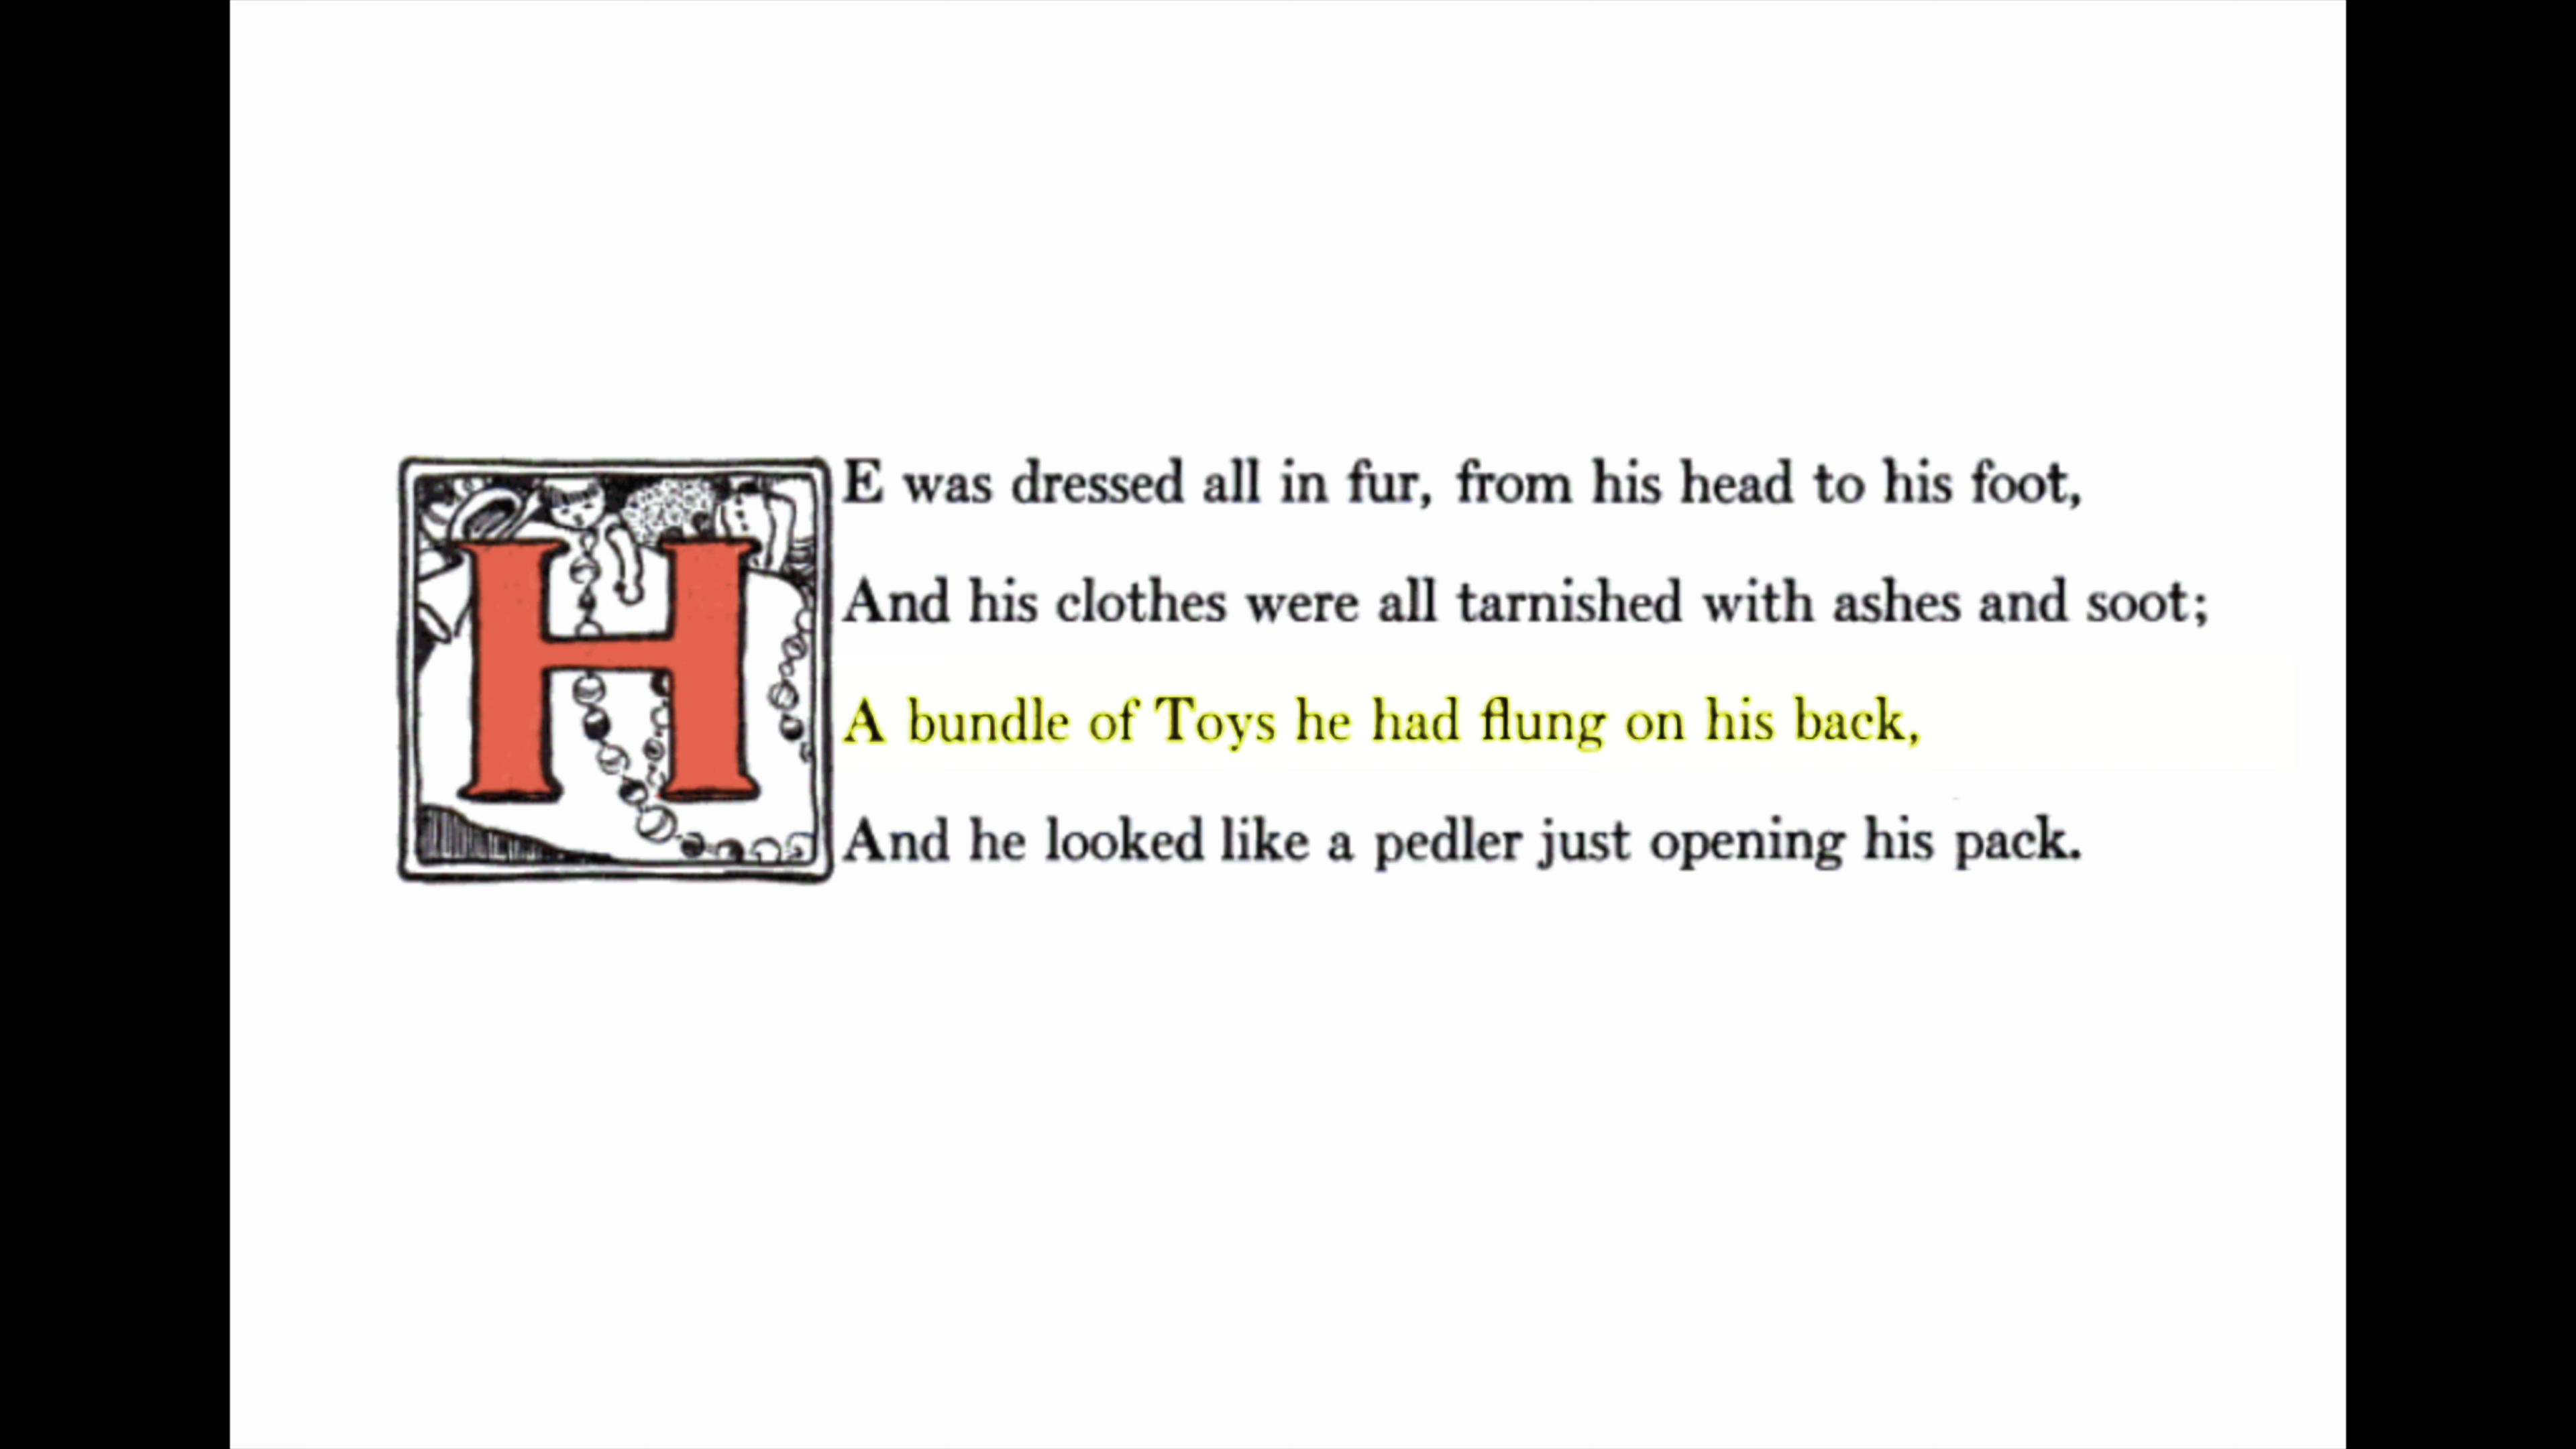 HE was dressed all in fur, from his head to his foot,
And his clothes were all tarnished with ashes and soot;
A bundle of Toys he had flung on his back,
And he looked like a pedler just opening his pack.